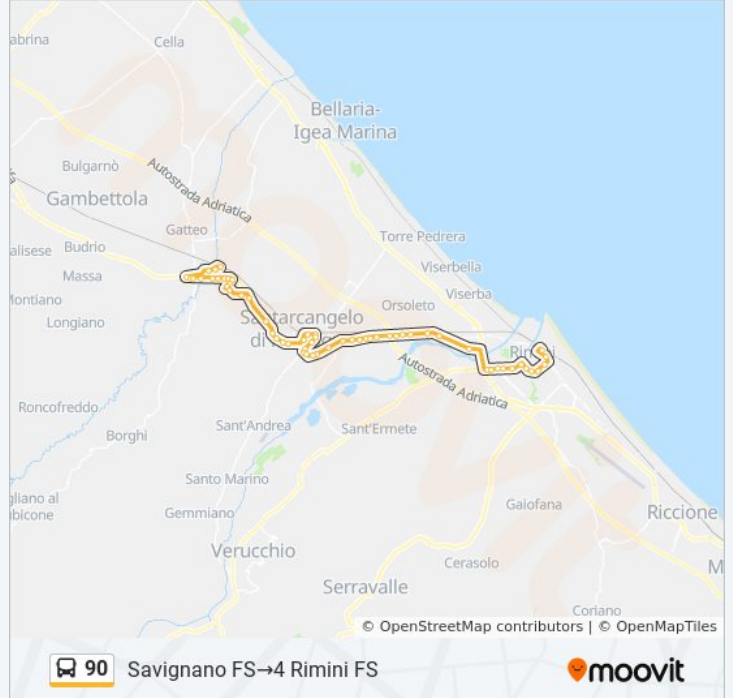 abrina
Cella
Bellaria-
Igea Marina
Bulgarnò
Autostrada Adriatica
Gambettola
Gatteo
Torre Pedrera
alisese
Budrio
Massa
Viserbella
Viserba
Montiano
Orsoleto
Longiano
Santarcangelo
di
Rimini
Autostrada Adriatica
Roncofreddo
Borghi
Sant'Andrea
Sant'Ermete
Santo Marino
gliano al
bicone
Gemmiano
Gaiofana
Riccione
Verucchio
Cerasolo
M
Serravalle
Coriano
© OpenStreetMap contributors | © OpenMapTiles
90 Savignano FS→4 Rimini FS
moovit